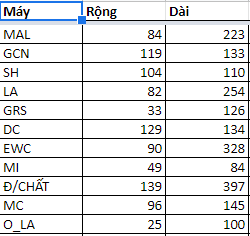 Máy Rộng Dài
MAL 84 223
GCN 119 133
SH 104 110
LA 82 254
GRS 33 126
DC 129 134
EWC 90 328
MI 49 84
Đ/CHẤT 139 397
MC 96 145
O_LA 25 100